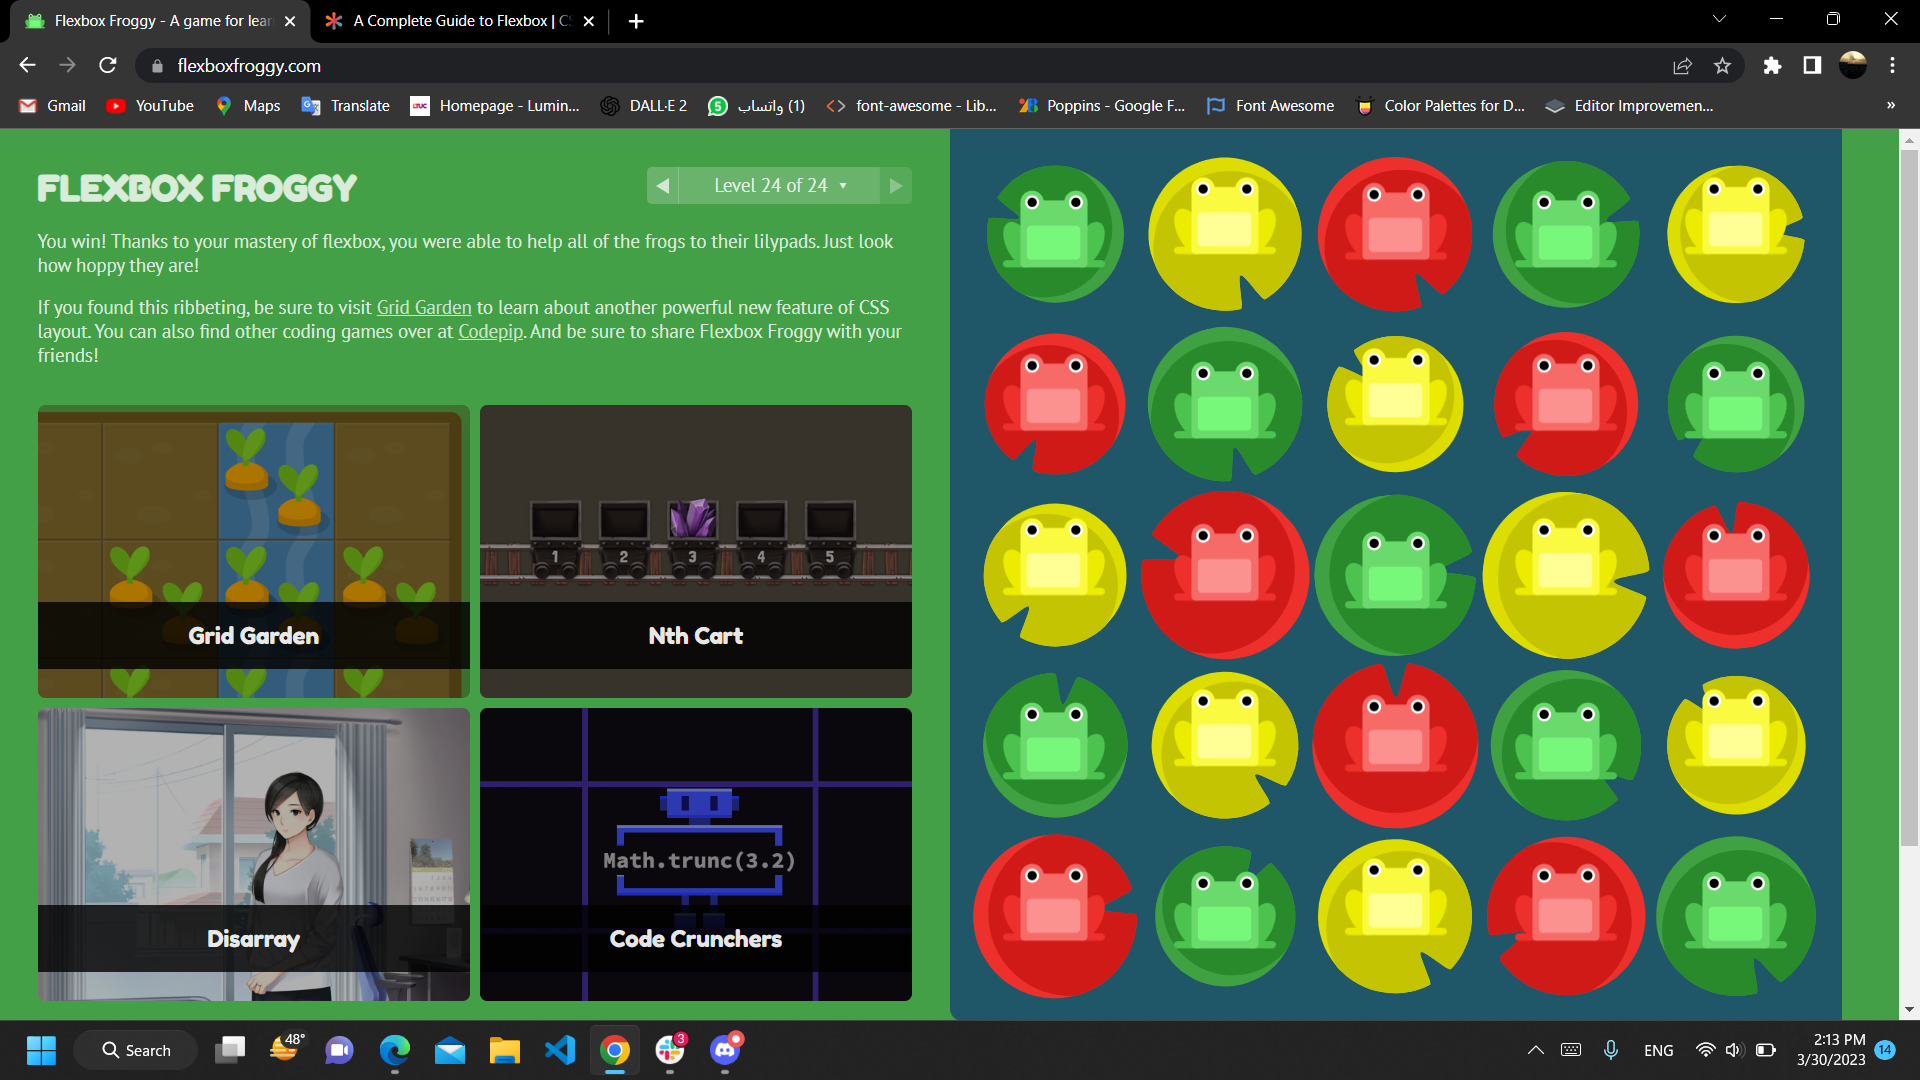 Flexbox Froggy - A game for lear
A Complete Guide to Flexbox | CS
flexboxfroggy.com
Gmail
YouTube
Maps
Translate
LTUC
Homepage - Lumin...
DALL·E 2
5
(1) واتساب
font-awesome - Lib...
Poppins - Google F...
Font Awesome
Color Palettes for D...
Editor Improvemen...
»
FLEXBOX FROGGY
Level 24 of 24
You win! Thanks to your mastery of flexbox, you were able to help all of the frogs to their lilypads. Just look
how hoppy they are!
If you found this ribbeting, be sure to visit Grid Garden to learn about another powerful new feature of CSS
layout. You can also find other coding games over at Codepip. And be sure to share Flexbox Froggy with your
friends!
1 2 3 4 5
Grid Garden
Nth Cart
Math.trunc(3.2)
Disarray
Code Crunchers
Search
48°
3
ENG
2:13 PM
3/30/2023
14